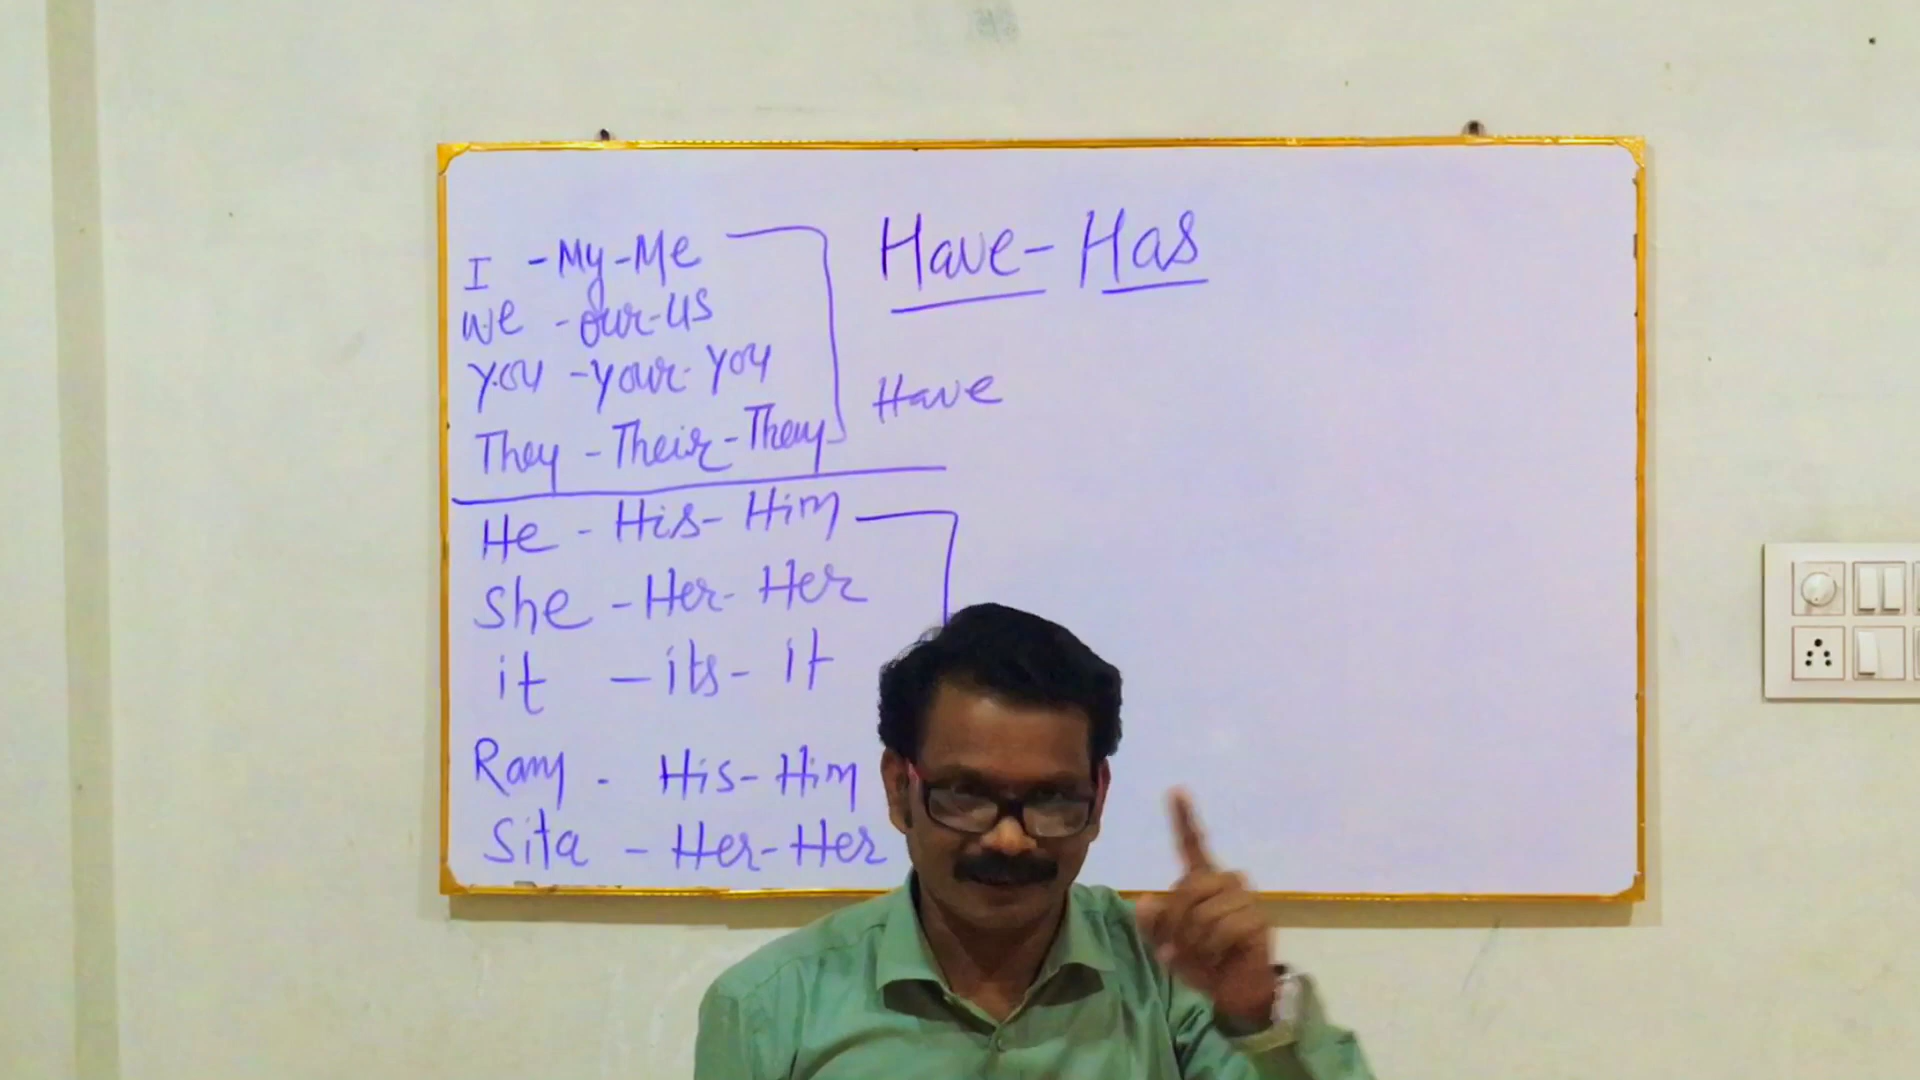 I - My - Me
We - our - us
You - your - you
They - Their - They
He - His - Him
She - Her - Her
it - its - it
Ram - His - Him
Sita - Her - Her
Have - Has
Have